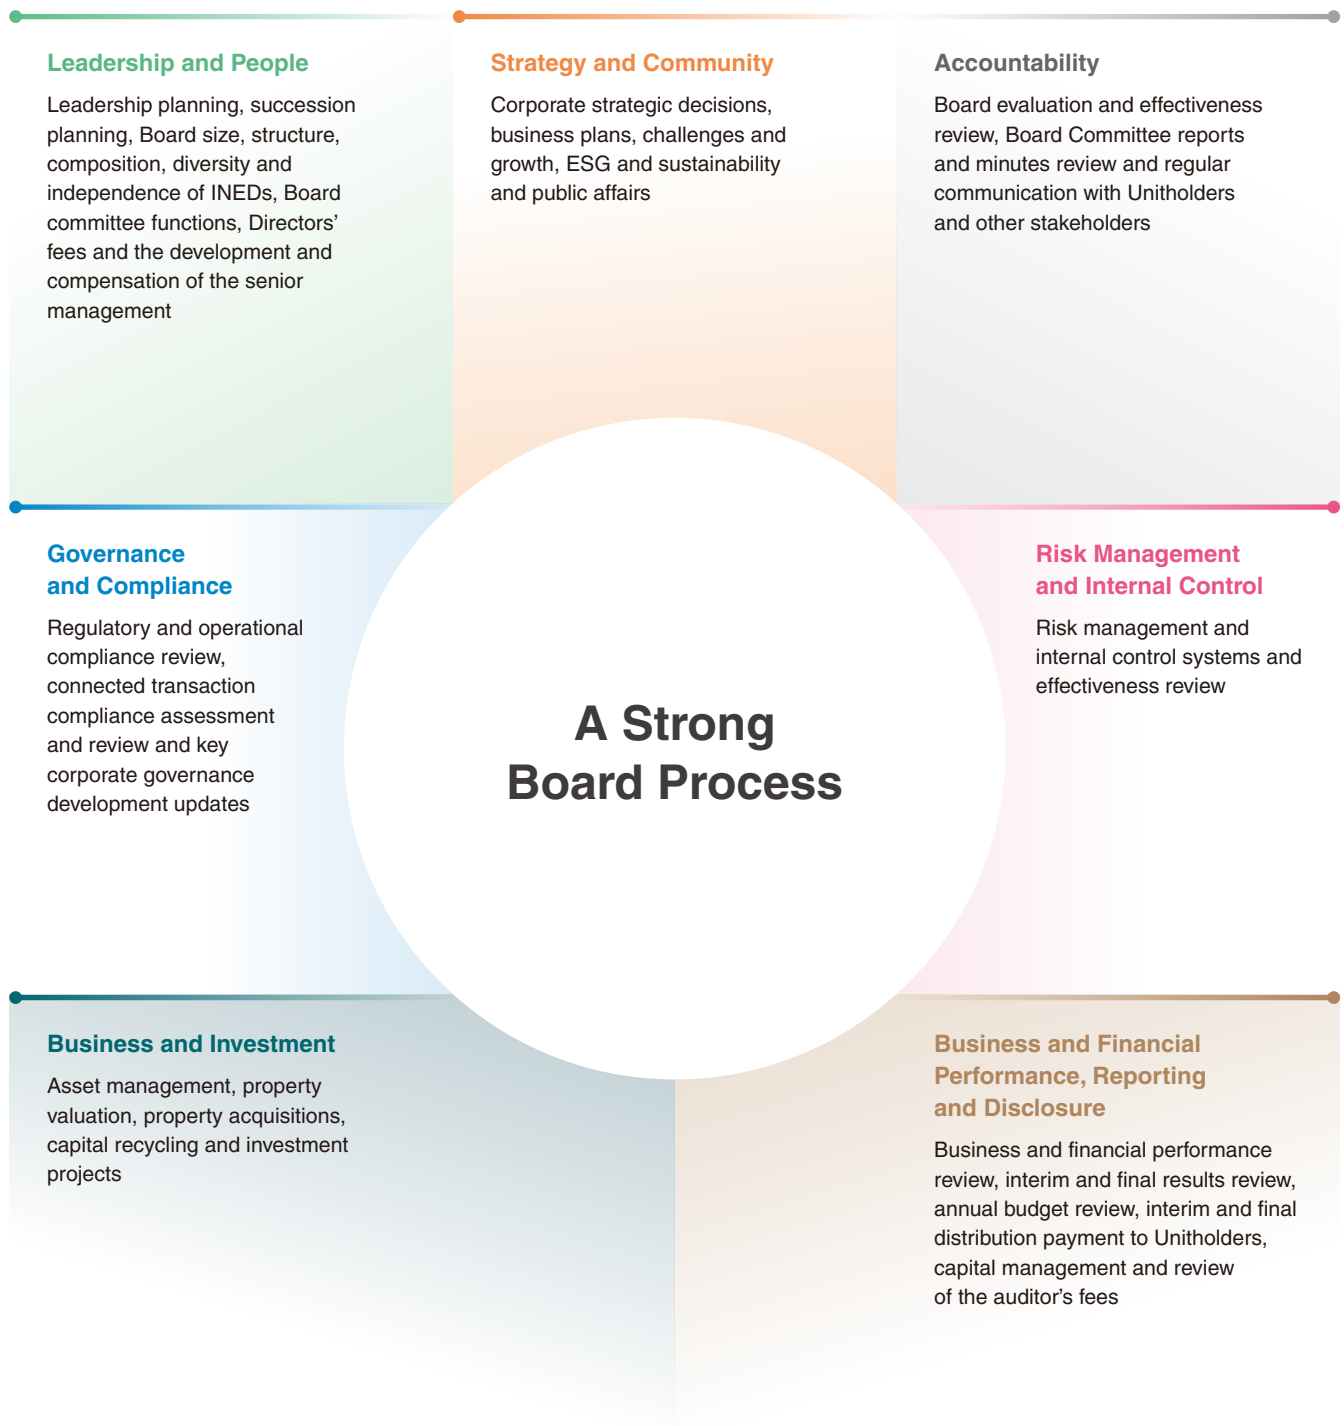 Leadership and People
Leadership planning, succession
planning, Board size, structure,
composition, diversity and
independence of INEDs, Board
committee functions, Directors’
fees and the development and
compensation of the senior
management
Strategy and Community
Corporate strategic decisions,
business plans, challenges and
growth, ESG and sustainability
and public affairs
Accountability
Board evaluation and effectiveness
review, Board Committee reports
and minutes review and regular
communication with Unitholders
and other stakeholders
Governance
and Compliance
Regulatory and operational
compliance review,
connected transaction
compliance assessment
and review and key
corporate governance
development updates
A Strong
Board Process
Risk Management
and Internal Control
Risk management and
internal control systems and
effectiveness review
Business and Investment
Asset management, property
valuation, property acquisitions,
capital recycling and investment
projects
Business and Financial
Performance, Reporting
and Disclosure
Business and financial performance
review, interim and final results review,
annual budget review, interim and final
distribution payment to Unitholders,
capital management and review
of the auditor’s fees